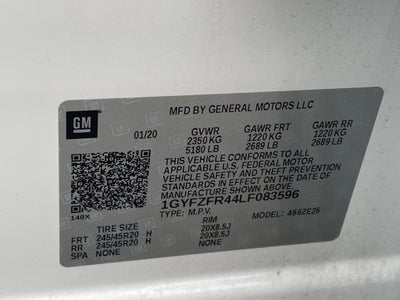 GM
MFD BY GENERAL MOTORS LLC
01/20 GVWR GAWR FRT GAWR RR
2350 KG 1220 KG 1220 KG
5180 LB 2689 LB 2689 LB
THIS VEHICLE CONFORMS TO ALL
APPLICABLE U.S. FEDERAL MOTOR
VEHICLE SAFETY AND THEFT PREVENTION
STANDARDS IN EFFECT ON THE DATE OF
MANUFACTURE SHOWN ABOVE.
1GYFZFR44LF083596
140X
TYPE: M.P.V. MODEL: 466ZE26
TIRE SIZE RIM
FRT 245/45R20 H 20X8.5J
RR 245/45R20 H 20X8.5J
SPA NONE NONE